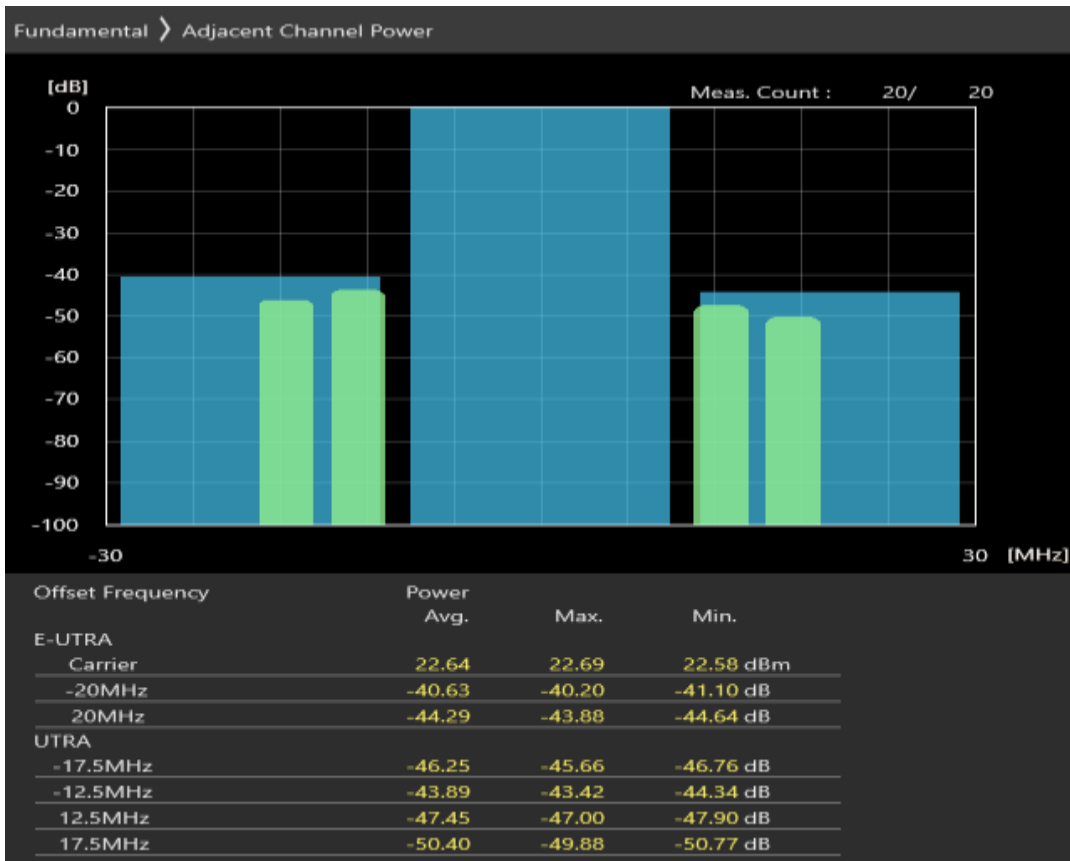 Fundamental 〉 Adjacent Channel Power
[dB]
Meas. Count : 20/ 20
0
-10
-20
-30
-40
-50
-60
-70
-80
-90
-100
-30 30 [MHz]
Offset Frequency Power
Avg. Max. Min.
E-UTRA
Carrier 22.64 22.69 22.58 dBm
-20MHz -40.63 -40.20 -41.10 dB
20MHz -44.29 -43.88 -44.64 dB
UTRA
-17.5MHz -46.25 -45.66 -46.76 dB
-12.5MHz -43.89 -43.42 -44.34 dB
12.5MHz -47.45 -47.00 -47.90 dB
17.5MHz -50.40 -49.88 -50.77 dB